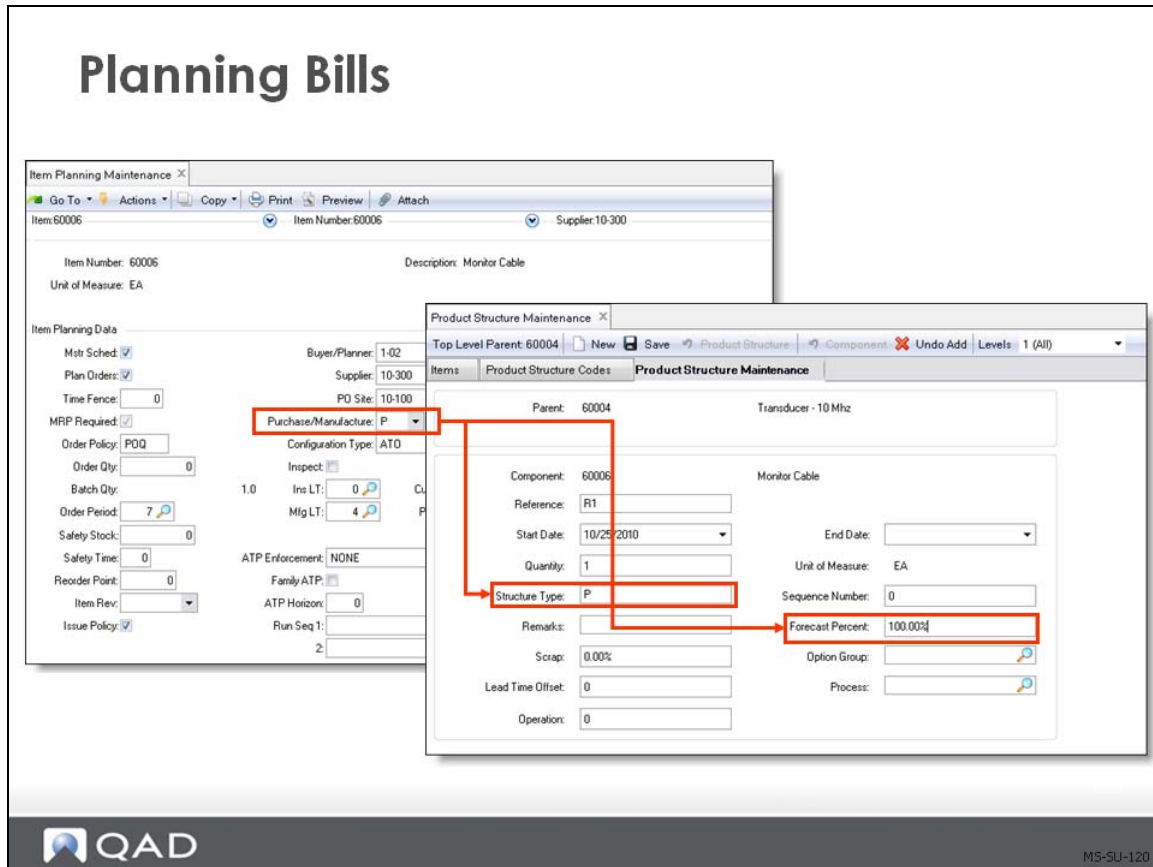 Planning Bills
Item Planning Maintenance
Go To Actions Copy Print Preview Attach
Item:60006 Item Number:60006 Supplier:10-300
Item Number: 60006 Description: Monitor Cable
Unit of Measure: EA
Item Planning Data
Mstr Sched: Buyer/Planner: 1-02
Plan Orders: Supplier: 10-300
Time Fence: 0 PO Site: 10-100
MRP Required: Purchase/Manufacture: P
Order Policy: POQ Configuration Type: ATO
Order Qty: 0 Inspect:
Batch Qty: 1.0 Ins LT: 0
Order Period: 7 Mfg LT: 4 P
Safety Stock: 0
Safety Time: 0 ATP Enforcement: NONE
Reorder Point: 0 Family ATP:
Item Rev: ATP Horizon: 0
Issue Policy: Run Seq 1:
2:
Product Structure Maintenance
Top Level Parent: 60004 New Save Product Structure Component Undo Add Levels 1 (All)
Items Product Structure Codes Product Structure Maintenance
Parent: 60004 Transducer - 10 Mhz
Component: 60006 Monitor Cable
Reference: R1
Start Date: 10/25/2010 End Date:
Quantity: 1 Unit of Measure: EA
Structure Type: P Sequence Number: 0
Remarks: Forecast Percent: 100.00%
Scrap: 0.00% Option Group:
Lead Time Offset: 0 Process:
Operation: 0
QAD
MS-SU-120